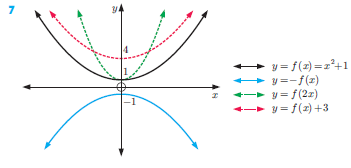 7
y
4
1
-1
x
y = f(x) = x²+1
y = -f(x)
y = f(2x)
y = f(x)+3